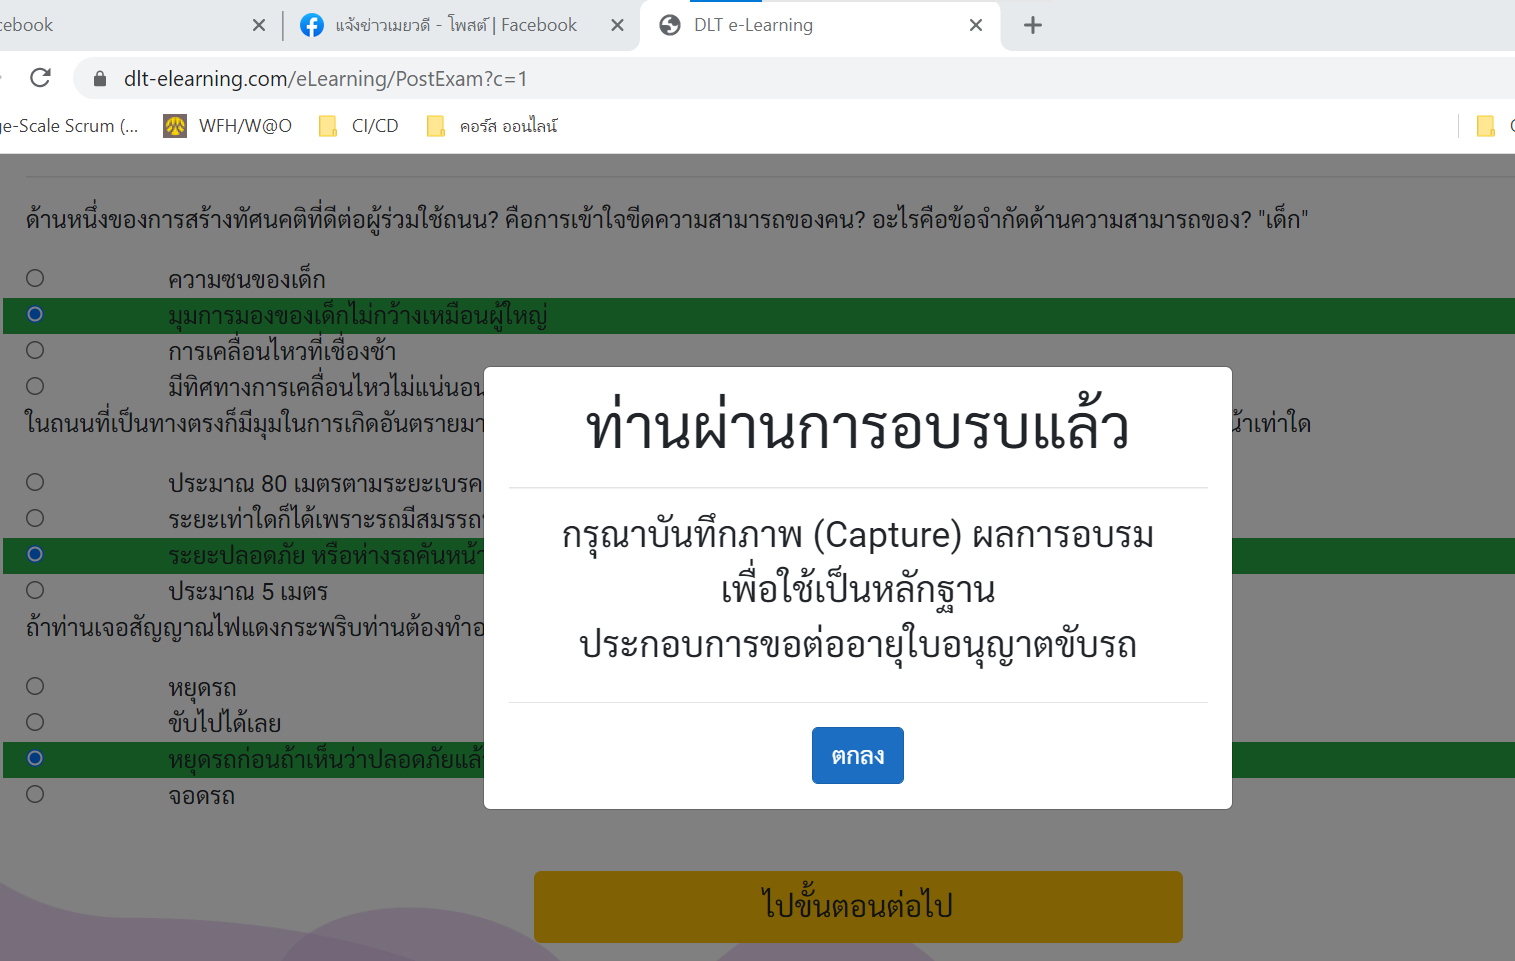 cebook
แจ้งข่าวเมยวดี - โพสต์ | Facebook
DLT e-Learning
dlt-elearning.com/eLearning/PostExam?c=1
ge-Scale Scrum (...
WFH/W@O
CI/CD
คอร์ส ออนไลน์
ด้านหนึ่งของการสร้างทัศนคติที่ดีต่อผู้ร่วมใช้ถนน? คือการเข้าใจขีดความสามารถของคน? อะไรคือข้อจำกัดด้านความสามารถของ? "เด็ก"
ความซนของเด็ก
มุมการมองของเด็กไม่กว้างเหมือนผู้ใหญ่
การเคลื่อนไหวที่เชื่องช้า
มีทิศทางการเคลื่อนไหวไม่แน่นอน
ในถนนที่เป็นทางตรงก็มีมุมในการเกิดอันตรายมา น้าเท่าใด
ประมาณ 80 เมตรตามระยะเบรค
ระยะเท่าใดก็ได้เพราะรถมีสมรรถ
ระยะปลอดภัย หรือห่างรถคันหน้า
ประมาณ 5 เมตร
ถ้าท่านเจอสัญญาณไฟแดงกระพริบท่านต้องทำอ
หยุดรถ
ขับไปได้เลย
หยุดรถก่อนถ้าเห็นว่าปลอดภัยแล้
จอดรถ
ท่านผ่านการอบรบแล้ว
กรุณาบันทึกภาพ (Capture) ผลการอบรม
เพื่อใช้เป็นหลักฐาน
ประกอบการขอต่ออายุใบอนุญาตขับรถ
ตกลง
ไปขั้นตอนต่อไป